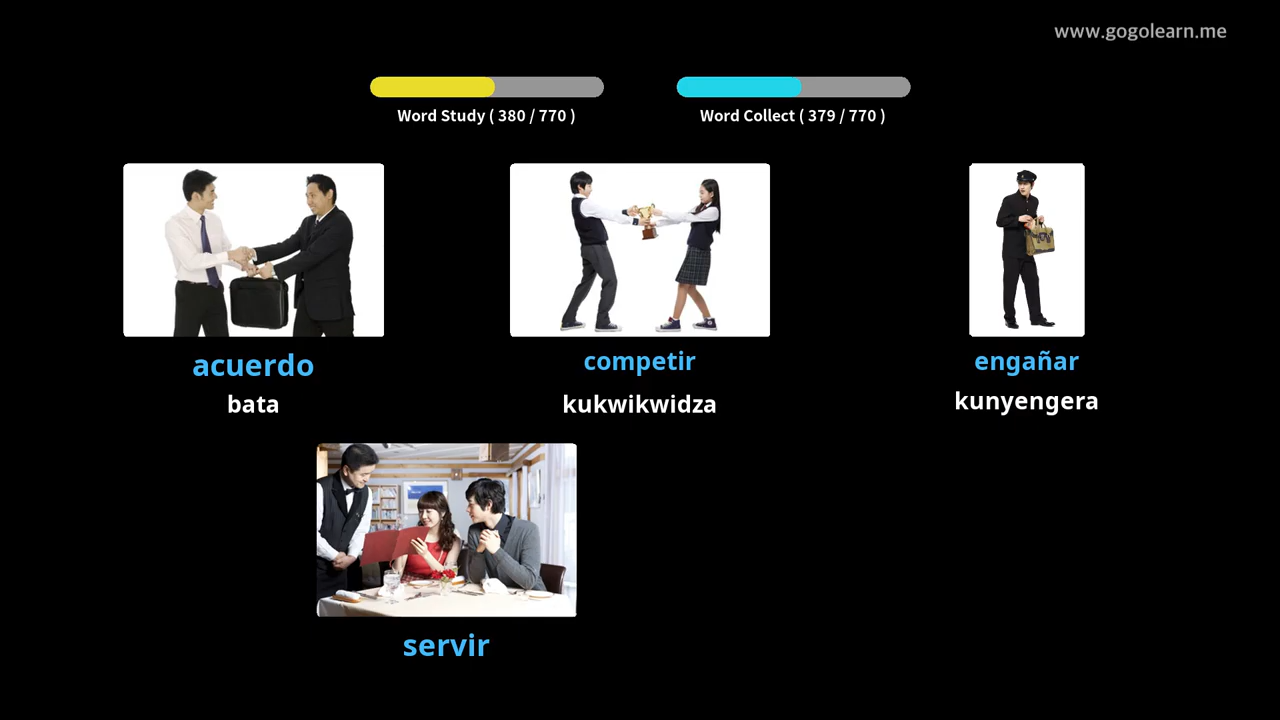 www.gogolearn.me
Word Study ( 380 / 770 )
Word Collect ( 379 / 770 )
acuerdo
bata
competir
kukwikwidza
engañar
kunyengera
servir